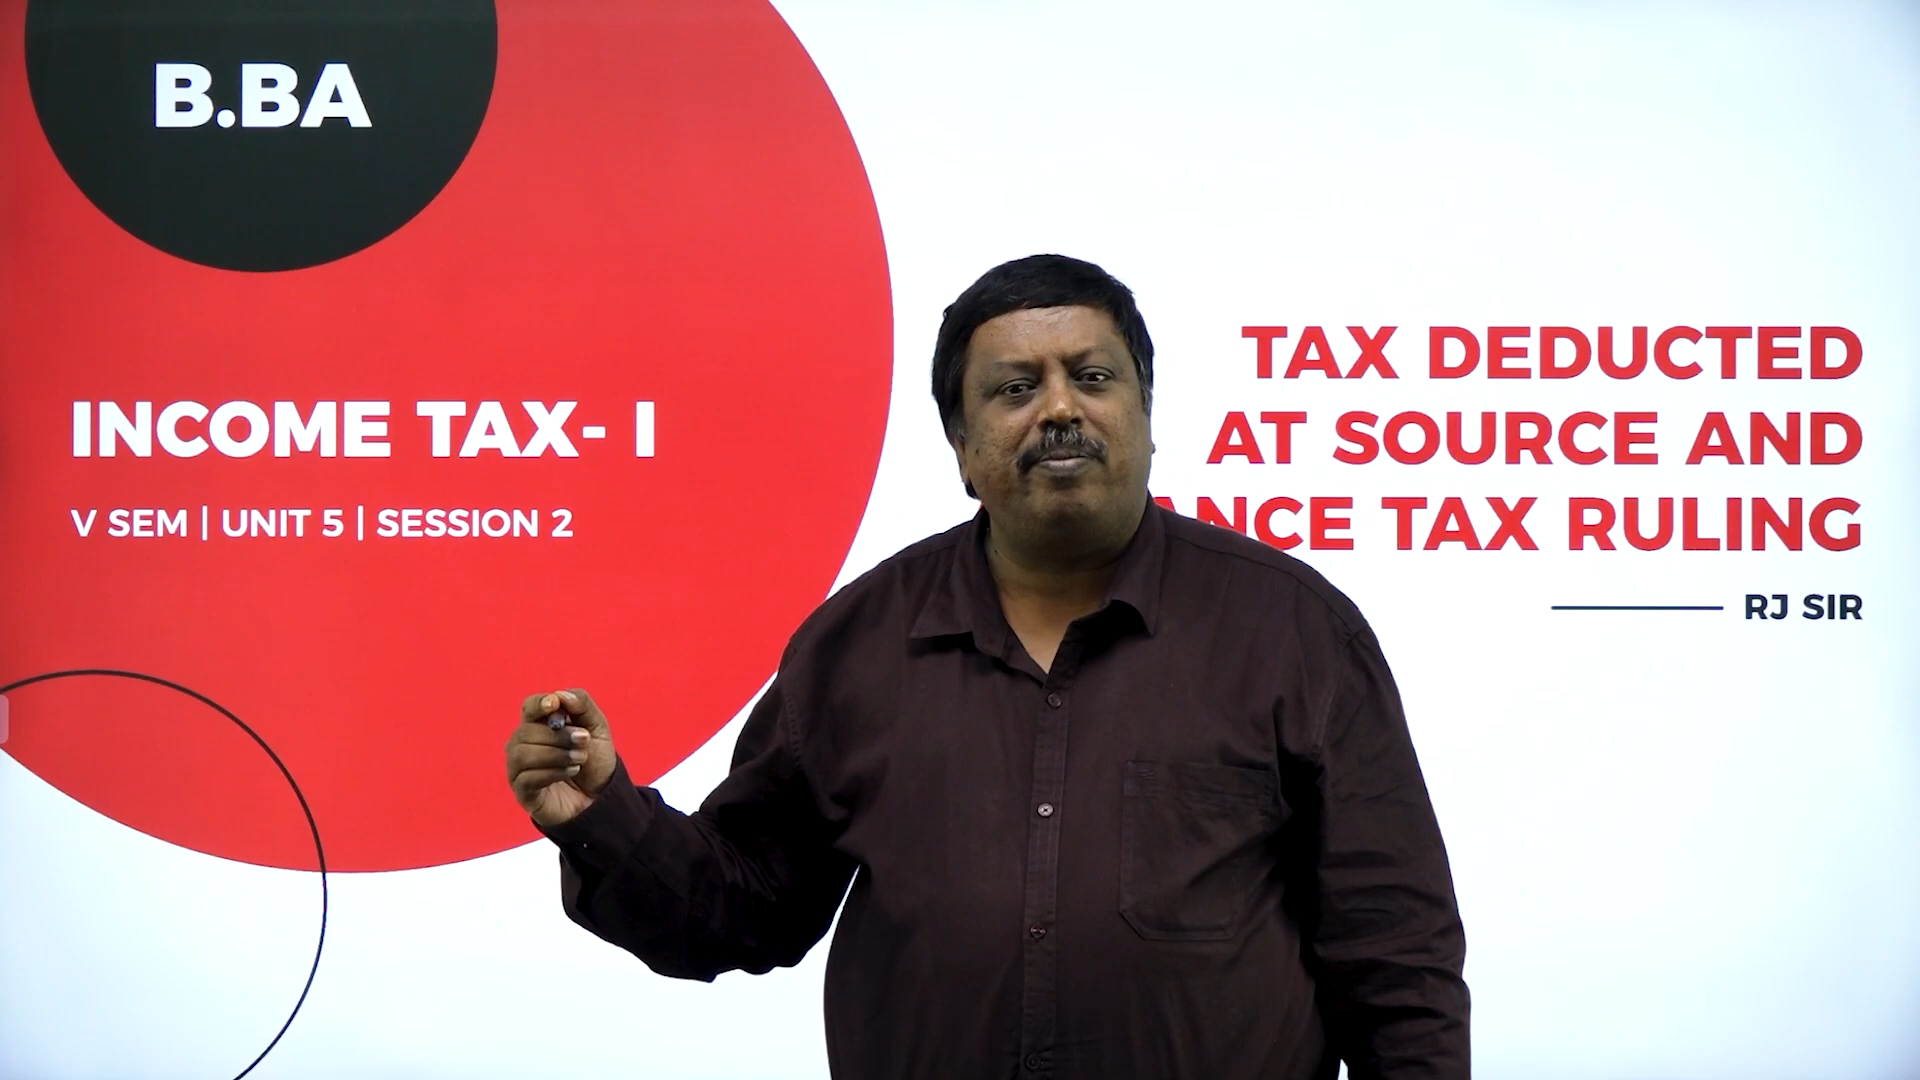 B.BA
INCOME TAX- I
V SEM | UNIT 5 | SESSION 2
TAX DEDUCTED
AT SOURCE AND
TAX RULING
RJ SIR